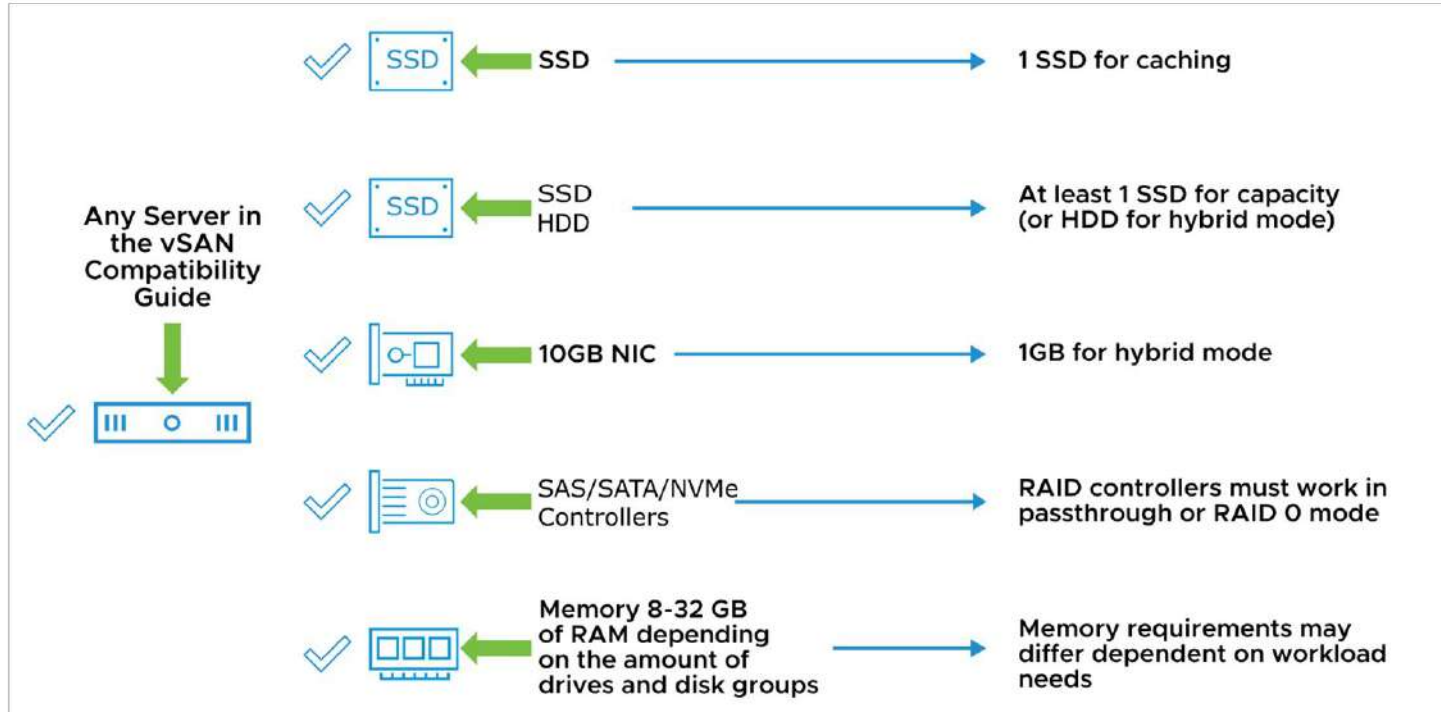 SSD
SSD
1 SSD for caching
Any Server in
the vSAN
Compatibility
Guide
SSD
SSD
HDD
At least 1 SSD for capacity
(or HDD for hybrid mode)
10GB NIC
1GB for hybrid mode
SAS/SATA/NVMe
Controllers
RAID controllers must work in
passthrough or RAID 0 mode
Memory 8-32 GB
of RAM depending
on the amount of
drives and disk groups
Memory requirements may
differ dependent on workload
needs